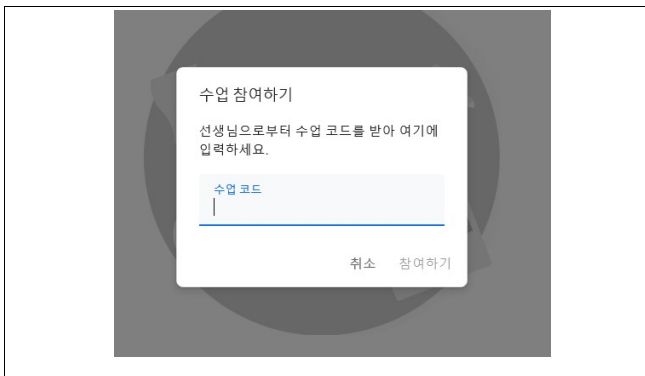 수업 참여하기
선생님으로부터 수업 코드를 받아 여기에
입력하세요.
수업 코드
취소 참여하기